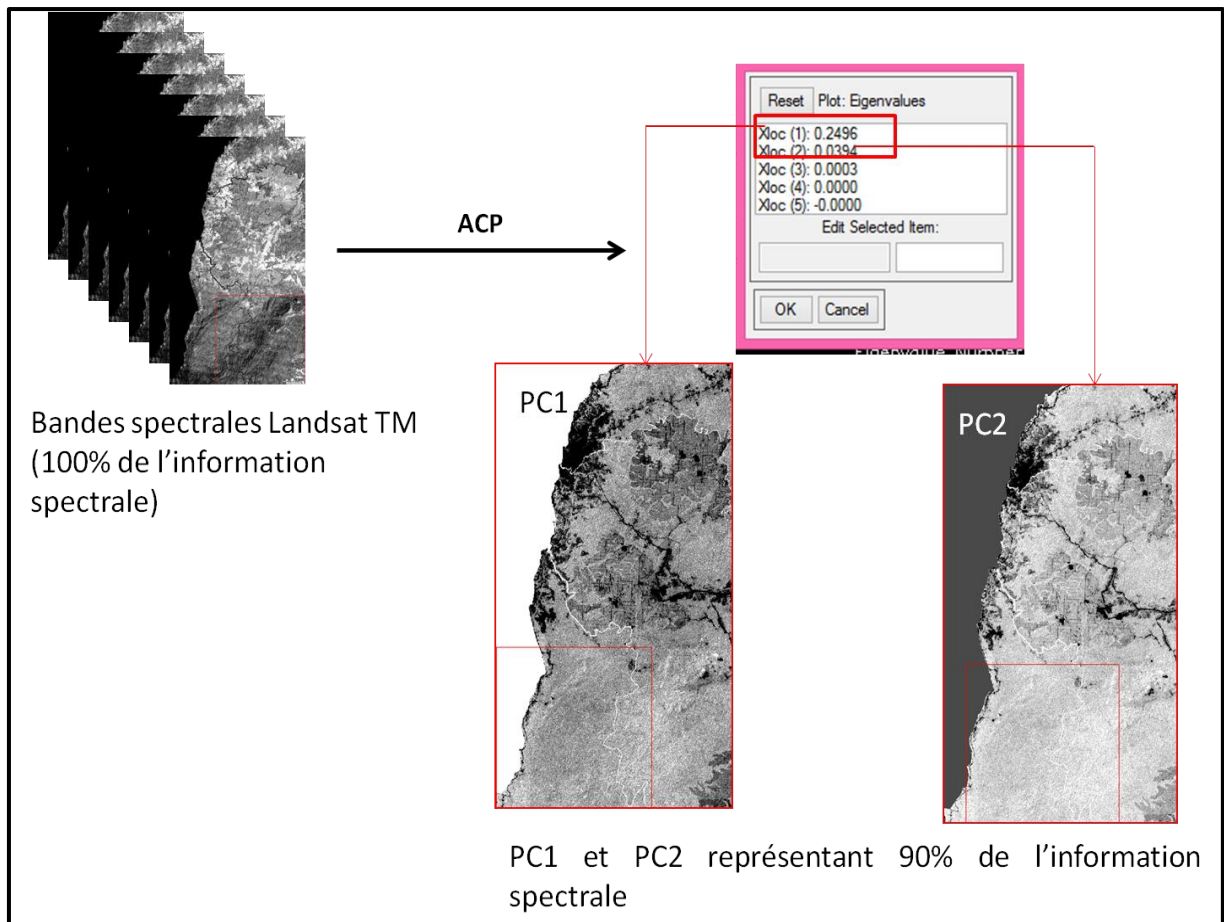 Reset Plot: Eigenvalues
Xloc (1): 0.2496
Xloc (2): 0.0394
Xloc (3): 0.0003
Xloc (4): 0.0000
Xloc (5): -0.0000
Edit Selected Item:
OK Cancel
Eigenvalue Number
ACP
Bandes spectrales Landsat TM
(100% de l’information
spectrale)
PC1
PC2
PC1 et PC2 représentant 90% de l’information
spectrale